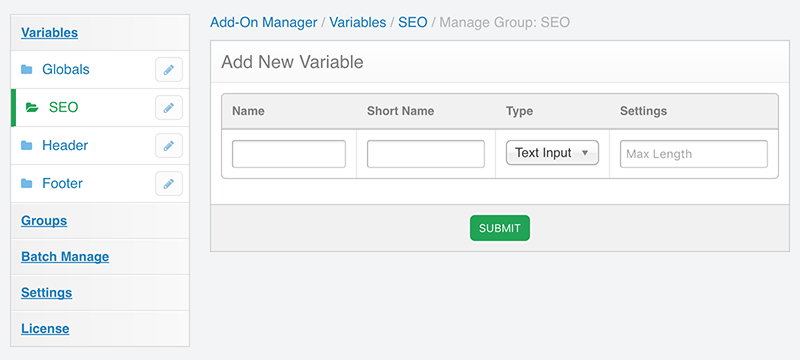 Variables
Globals
SEO
Header
Footer
Groups
Batch Manage
Settings
License
Add-On Manager / Variables / SEO / Manage Group: SEO
Add New Variable
Name Short Name Type Settings
Text Input Max Length
SUBMIT